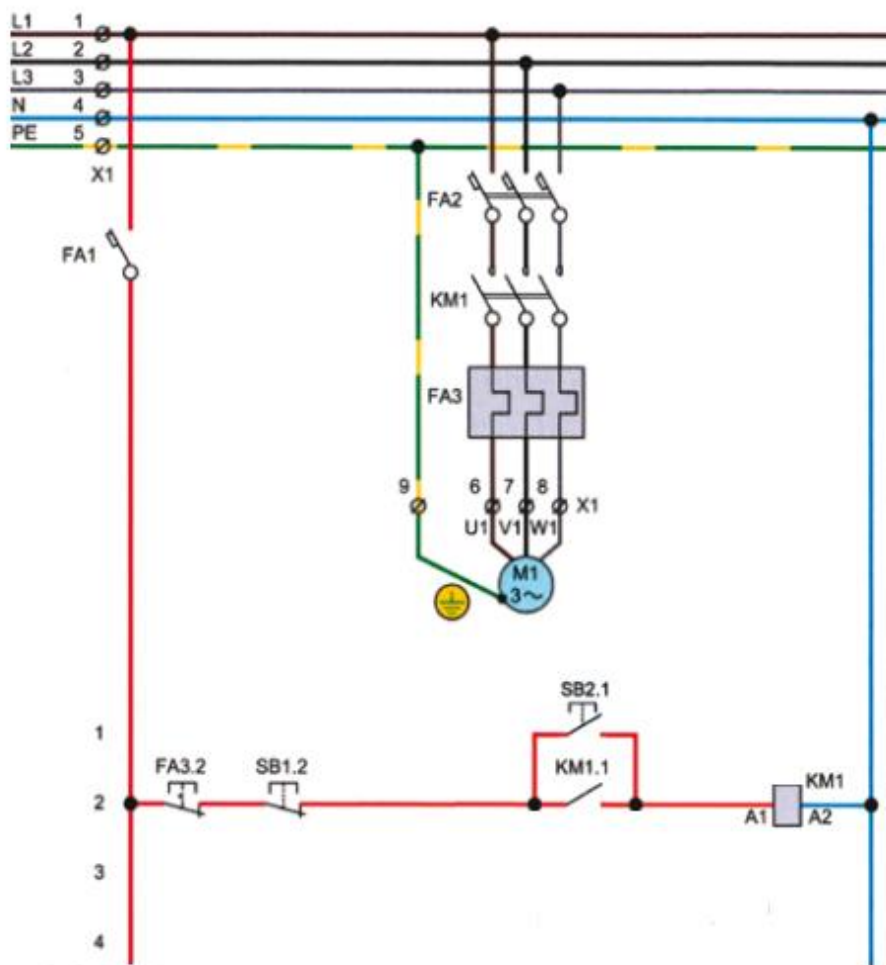 L1 1
L2 2
L3 3
N 4
PE 5
X1
FA2
FA1
KM1
FA3
9 6 7 8 X1
U1 V1 W1
M1
3~
SB2.1
1
FA3.2 SB1.2 KM1.1 KM1
2
A1 A2
3
4